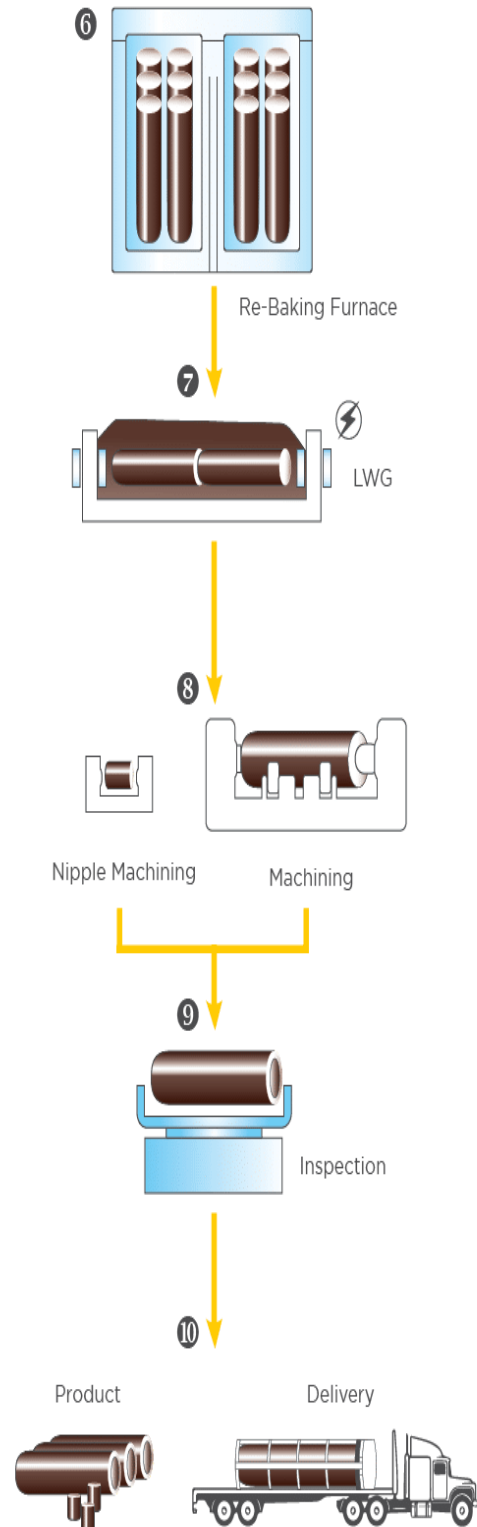 6
Re-Baking Furnace
7
LWG
8
Nipple Machining
Machining
9
Inspection
10
Product
Delivery